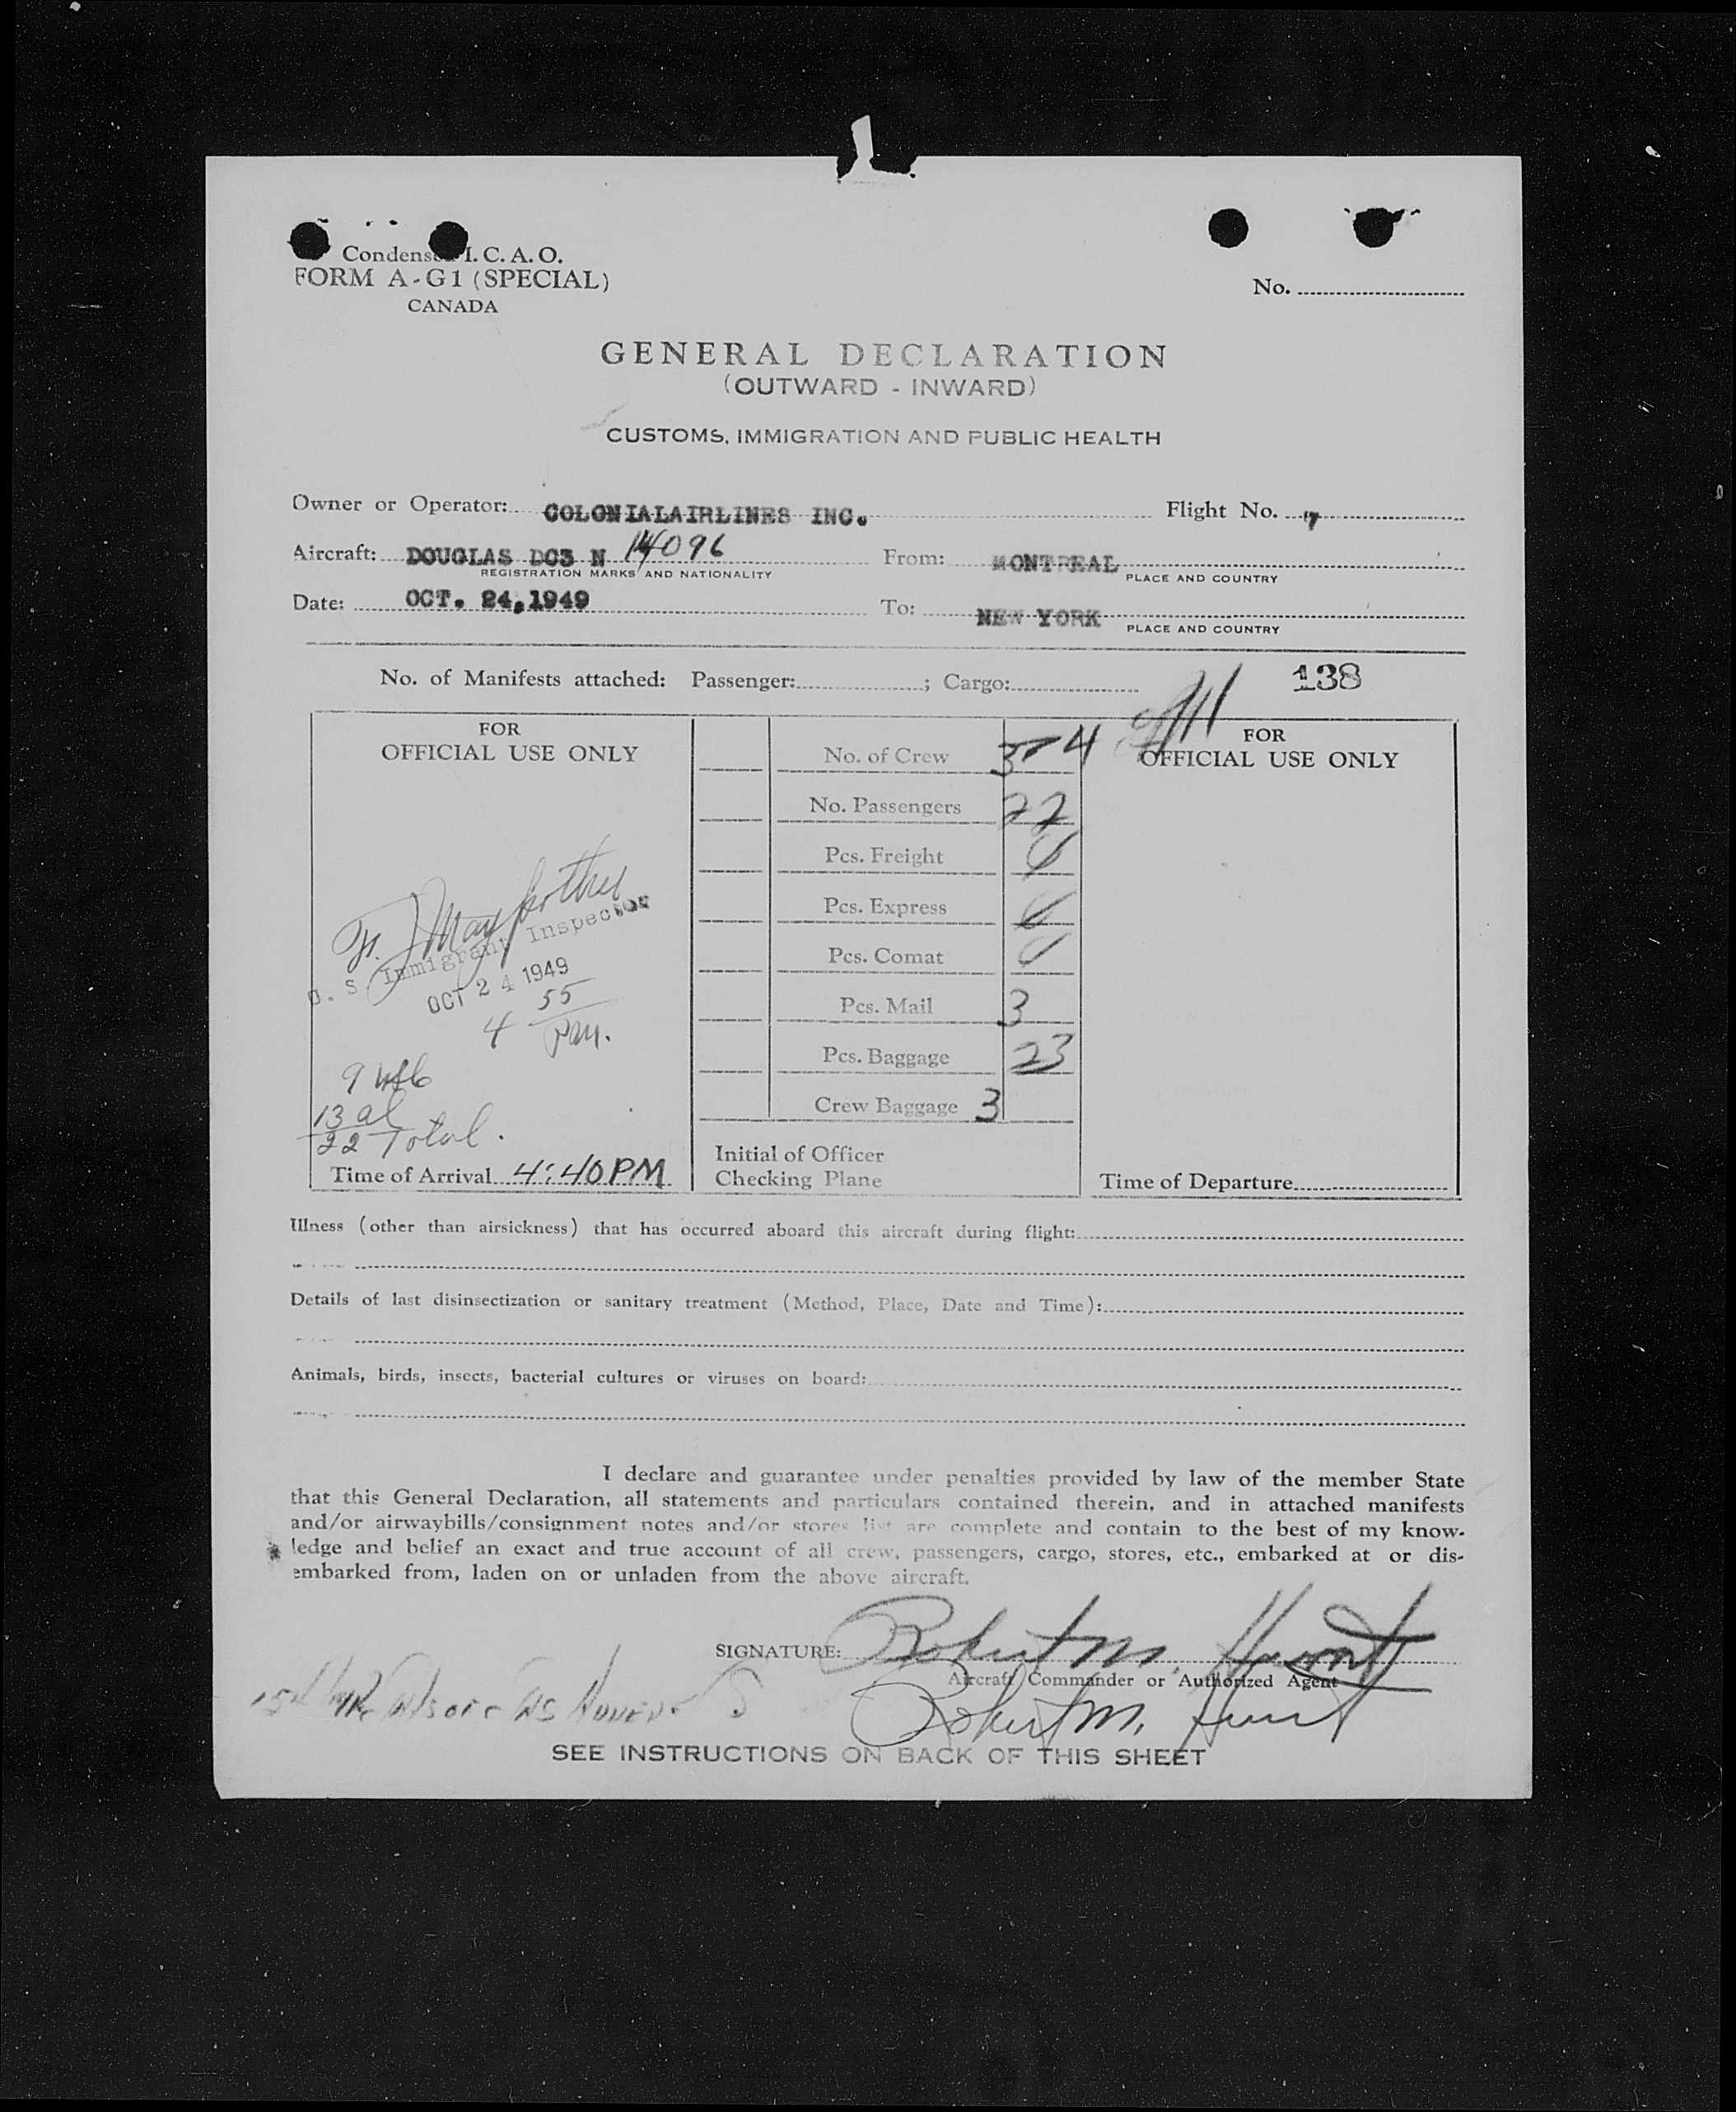 Condensed I. C. A. O.
FORM A-G1 (SPECIAL)
CANADA
No.
GENERAL DECLARATION
(OUTWARD - INWARD)
CUSTOMS, IMMIGRATION AND PUBLIC HEALTH
Owner or Operator: COLONIALAIRLINES INC. Flight No. 7
Aircraft: DOUGLAS DC3 N 14096 From: MONTREAL
REGISTRATION MARKS AND NATIONALITY PLACE AND COUNTRY
Date: OCT. 24,1949 To: NEW YORK
PLACE AND COUNTRY
No. of Manifests attached: Passenger: ; Cargo: 138
FOR
OFFICIAL USE ONLY
U. S. Immigrant Inspector
OCT 24 1949
4 55
PM.
9
13 al
22 Total.
Time of Arrival 4:40 PM
No. of Crew 3-4
No. Passengers 22
Pcs. Freight
Pcs. Express
Pcs. Comat
Pcs. Mail 3
Pcs. Baggage 23
Crew Baggage 3
Initial of Officer
Checking Plane
FOR
OFFICIAL USE ONLY
Time of Departure
Illness (other than airsickness) that has occurred aboard this aircraft during flight:
Details of last disinsectization or sanitary treatment (Method, Place, Date and Time):
Animals, birds, insects, bacterial cultures or viruses on board:
I declare and guarantee under penalties provided by law of the member State
that this General Declaration, all statements and particulars contained therein, and in attached manifests
and/or airwaybills/consignment notes and/or stores list are complete and contain to the best of my know-
ledge and belief an exact and true account of all crew, passengers, cargo, stores, etc., embarked at or dis-
embarked from, laden on or unladen from the above aircraft.
SIGNATURE: Robert M. Hunt
Aircraft Commander or Authorized Agent
Robert M. Hunt
SEE INSTRUCTIONS ON BACK OF THIS SHEET